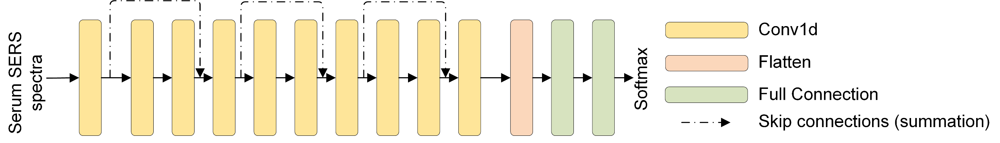 Serum SERS
spectra
Softmax
Conv1d
Flatten
Full Connection
Skip connections (summation)